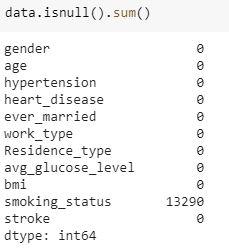 data.isnull().sum()
gender 0
age 0
hypertension 0
heart_disease 0
ever_married 0
work_type 0
Residence_type 0
avg_glucose_level 0
bmi 0
smoking_status 13290
stroke 0
dtype: int64